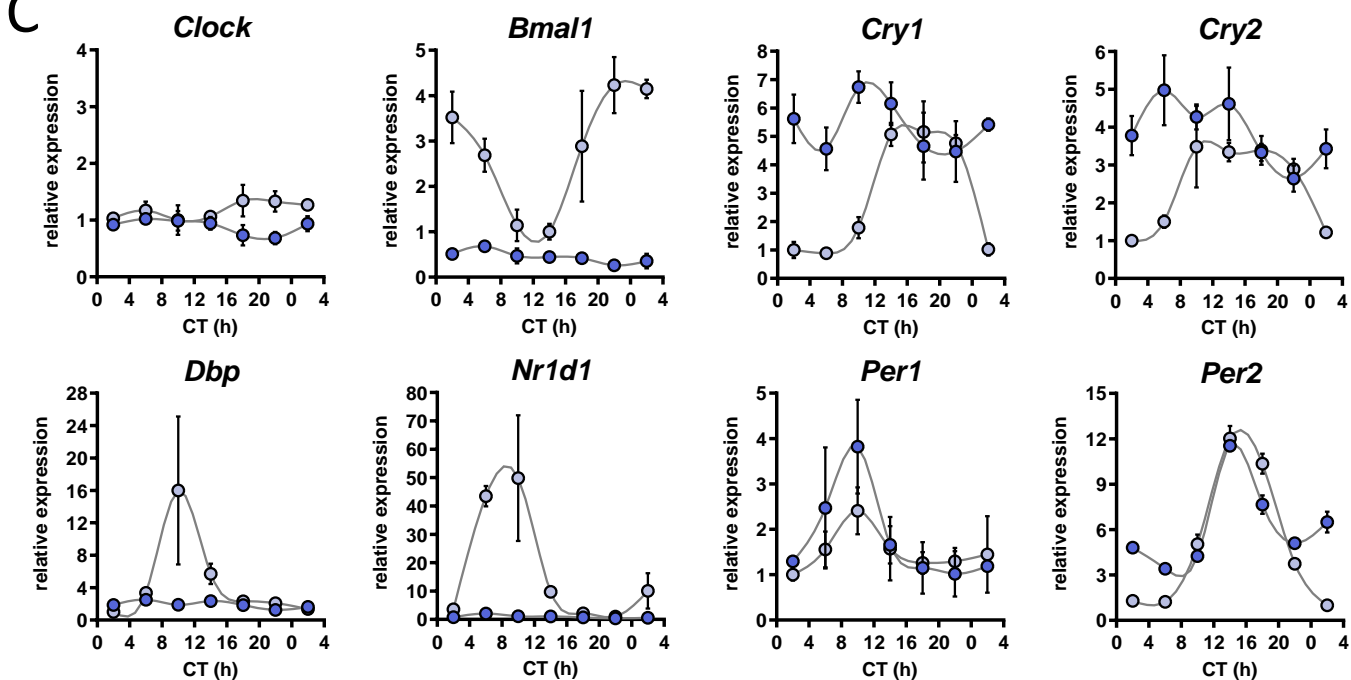 C
Clock
Bmal1
Cry1
Cry2
relative expression
4
3
2
1
0
0 4 8 12 16 20 0 4
CT (h)
relative expression
5
4
3
2
1
0
0 4 8 12 16 20 0 4
CT (h)
relative expression
8
7
6
5
4
3
2
1
0
0 4 8 12 16 20 0 4
CT (h)
relative expression
6
5
4
3
2
1
0
0 4 8 12 16 20 0 4
CT (h)
Dbp
Nr1d1
Per1
Per2
relative expression
28
24
20
16
12
8
4
0
0 4 8 12 16 20 0 4
CT (h)
relative expression
80
70
60
50
40
30
20
10
0
0 4 8 12 16 20 0 4
CT (h)
relative expression
5
4
3
2
1
0
0 4 8 12 16 20 0 4
CT (h)
relative expression
15
12
9
6
3
0
0 4 8 12 16 20 0 4
CT (h)